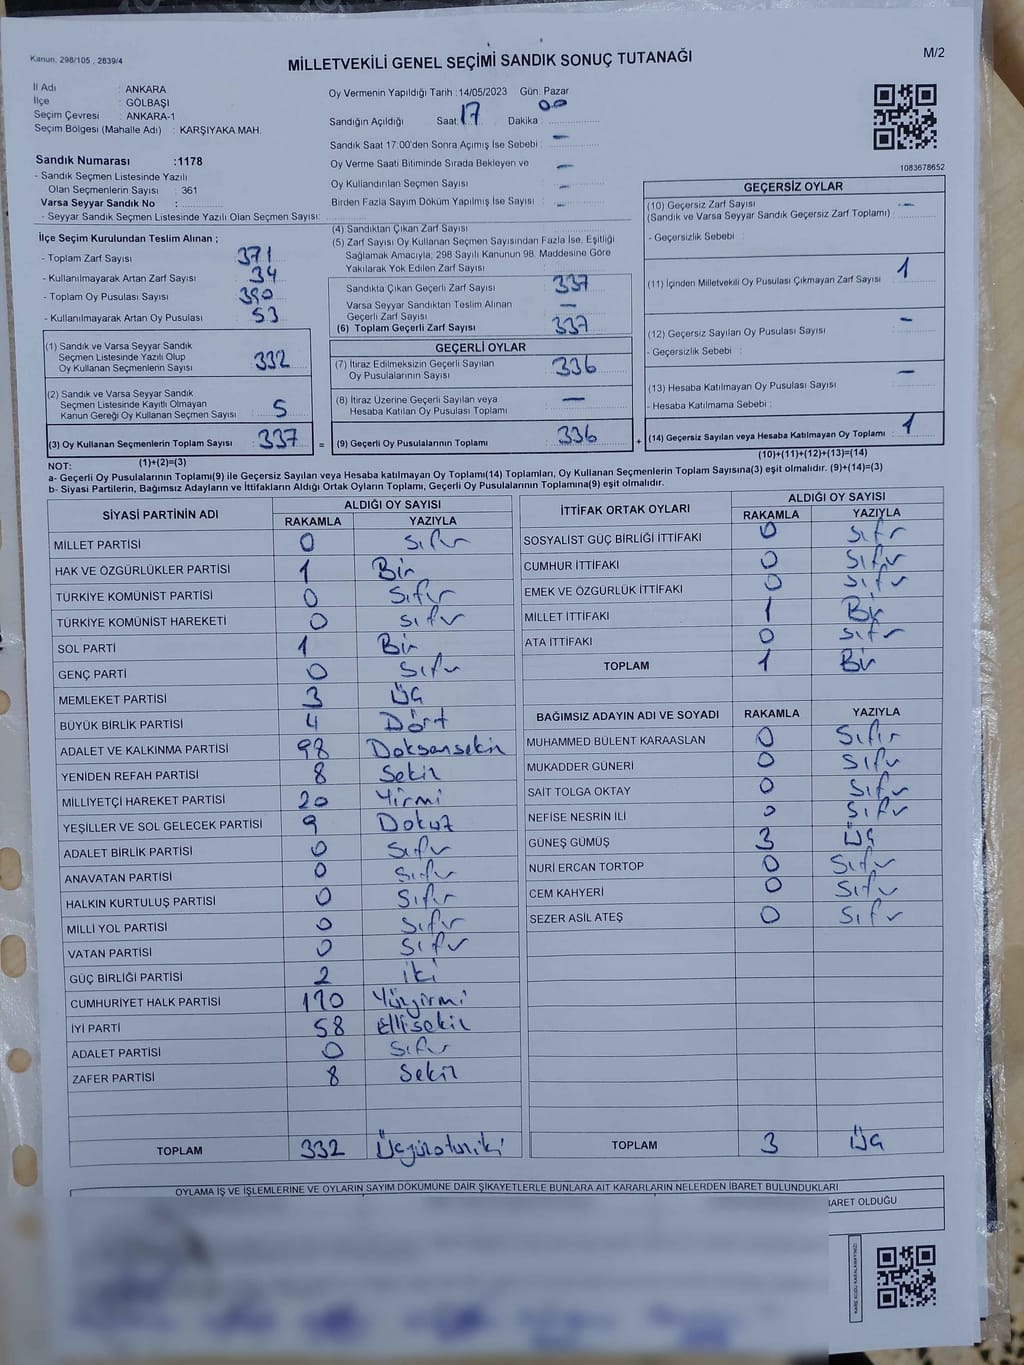 Kanun, 298/105 , 2839/4
MİLLETVEKİLİ GENEL SEÇİMİ SANDIK SONUÇ TUTANAĞI
M/2
İl Adı : ANKARA
İlçe : GÖLBAŞI
Seçim Çevresi : ANKARA-1
Seçim Bölgesi (Mahalle Adı) : KARŞIYAKA MAH.
Sandık Numarası :1178
- Sandık Seçmen Listesinde Yazılı
Olan Seçmenlerin Sayısı : 361
Varsa Seyyar Sandık No :
- Seyyar Sandık Seçmen Listesinde Yazılı Olan Seçmen Sayısı:
Oy Vermenin Yapıldığı Tarih :14/05/2023 Gün: Pazar
Sandığın Açıldığı Saat: 17 Dakika : 00
Sandık Saat 17.00'den Sonra Açımış İse Sebebi : —
Oy Verme Saati Bitiminde Sırada Bekleyen ve
Oy Kullandırılan Seçmen Sayısı : —
Birden Fazla Sayım Döküm Yapılmış İse Sayısı : —
1083678652
İlçe Seçim Kurulundan Teslim Alınan ;
- Toplam Zarf Sayısı : 371
- Kullanılmayarak Artan Zarf Sayısı : 34
- Toplam Oy Pusulası Sayısı : 390
- Kullanılmayarak Artan Oy Pusulası : 53
(4) Sandıktan Çıkan Zarf Sayısı :
(5) Zarf Sayısı Oy Kullanan Seçmen Sayısından Fazla İse, Eşitliği
Sağlamak Amacıyla, 298 Sayılı Kanunun 98. Maddesine Göre
Yakılarak Yok Edilen Zarf Sayısı :
Sandıkta Çıkan Geçerli Zarf Sayısı : 337
Varsa Seyyar Sandıktan Teslim Alınan
Geçerli Zarf Sayısı : —
(6) Toplam Geçerli Zarf Sayısı : 337
GEÇERSİZ OYLAR
(10) Geçersiz Zarf Sayısı : —
(Sandık ve Varsa Seyyar Sandık Geçersiz Zarf Toplamı)
- Geçersizlik Sebebi :
(11) İçinden Milletvekili Oy Pusulası Çıkmayan Zarf Sayısı : 1
(12) Geçersiz Sayılan Oy Pusulası Sayısı : —
- Geçersizlik Sebebi :
(13) Hesaba Katılmayan Oy Pusulası Sayısı : —
- Hesaba Katılmama Sebebi :
(14) Geçersiz Sayılan veya Hesaba Katılmayan Oy Toplamı : 1
(10)+(11)+(12)+(13)=(14)
(1) Sandık ve Varsa Seyyar Sandık
Seçmen Listesinde Yazılı Olup
Oy Kullanan Seçmenlerin Sayısı : 332
(2) Sandık ve Varsa Seyyar Sandık
Seçmen Listesinde Kayıtlı Olmayan
Kanun Gereği Oy Kullanan Seçmen Sayısı : 5
(3) Oy Kullanan Seçmenlerin Toplam Sayısı : 337 =
(1)+(2)=(3)
GEÇERLİ OYLAR
(7) İtiraz Edilmeksizin Geçerli Sayılan
Oy Pusulalarının Sayısı : 336
(8) İtiraz Üzerine Geçerli Sayılan veya
Hesaba Katılan Oy Pusulası Toplamı : —
(9) Geçerli Oy Pusulalarının Toplamı : 336 +
NOT:
a- Geçerli Oy Pusulalarının Toplamı(9) ile Geçersiz Sayılan veya Hesaba katılmayan Oy Toplamı(14) Toplamları, Oy Kullanan Seçmenlerin Toplam Sayısına(3) eşit olmalıdır. (9)+(14)=(3)
b- Siyasi Partilerin, Bağımsız Adayların ve İttifakların Aldığı Ortak Oyların Toplamı, Geçerli Oy Pusulalarının Toplamına(9) eşit olmalıdır.
SİYASİ PARTİNİN ADI ALDIĞI OY SAYISI
RAKAMLA YAZIYLA
MİLLET PARTİSİ 0 Sıfır
HAK VE ÖZGÜRLÜKLER PARTİSİ 1 Bir
TÜRKİYE KOMÜNİST PARTİSİ 0 Sıfır
TÜRKİYE KOMÜNİST HAREKETİ 0 Sıfır
SOL PARTİ 1 Bir
GENÇ PARTİ 0 Sıfır
MEMLEKET PARTİSİ 3 Üç
BÜYÜK BİRLİK PARTİSİ 4 Dört
ADALET VE KALKINMA PARTİSİ 98 Doksansekiz
YENİDEN REFAH PARTİSİ 8 Sekiz
MİLLİYETÇİ HAREKET PARTİSİ 20 Yirmi
YEŞİLLER VE SOL GELECEK PARTİSİ 9 Dokuz
ADALET BİRLİK PARTİSİ 0 Sıfır
ANAVATAN PARTİSİ 0 Sıfır
HALKIN KURTULUŞ PARTİSİ 0 Sıfır
MİLLİ YOL PARTİSİ 0 Sıfır
VATAN PARTİSİ 0 Sıfır
GÜÇ BİRLİĞİ PARTİSİ 2 iki
CUMHURİYET HALK PARTİSİ 120 Yüzyirmi
İYİ PARTİ 58 Ellisekiz
ADALET PARTİSİ 0 Sıfır
ZAFER PARTİSİ 8 Sekiz
TOPLAM 332 Üçyüzotuziki
İTTİFAK ORTAK OYLARI ALDIĞI OY SAYISI
RAKAMLA YAZIYLA
SOSYALİST GÜÇ BİRLİĞİ İTTİFAKI 0 Sıfır
CUMHUR İTTİFAKI 0 Sıfır
EMEK VE ÖZGÜRLÜK İTTİFAKI 0 Sıfır
MİLLET İTTİFAKI 1 Bir
ATA İTTİFAKI 0 Sıfır
TOPLAM 1 Bir
BAĞIMSIZ ADAYIN ADI VE SOYADI RAKAMLA YAZIYLA
MUHAMMED BÜLENT KARAASLAN 0 Sıfır
MUKADDER GÜNERİ 0 Sıfır
SAİT TOLGA OKTAY 0 Sıfır
NEFİSE NESRİN İLİ 0 Sıfır
GÜNEŞ GÜMÜŞ 3 Üç
NURİ ERCAN TORTOP 0 Sıfır
CEM KAHYERİ 0 Sıfır
SEZER ASIL ATEŞ 0 Sıfır
TOPLAM 3 Üç
OYLAMA İŞ VE İŞLEMLERİNE VE OYLARIN SAYIM DÖKÜMÜNE DAİR ŞİKAYETLERLE BUNLARA AİT KARARLARIN NELERDEN İBARET BULUNDUKLARI
İBARET OLDUĞU